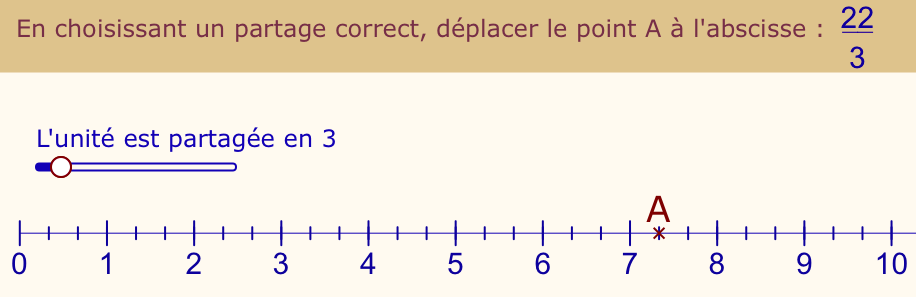 En choisissant un partage correct, déplacer le point A à l'abscisse : 22/3
L'unité est partagée en 3
A
0 1 2 3 4 5 6 7 8 9 10